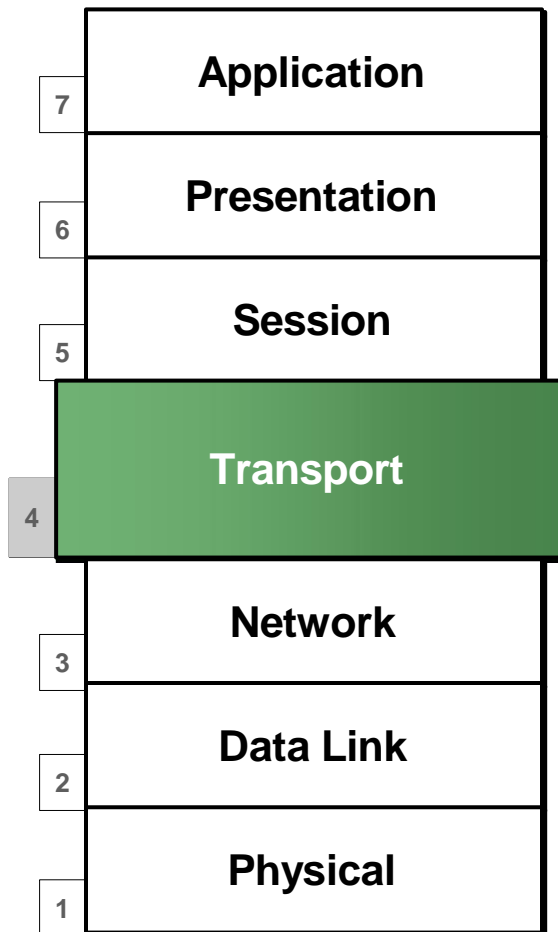 Application
7
Presentation
6
Session
5
Transport
4
Network
3
Data Link
2
Physical
1